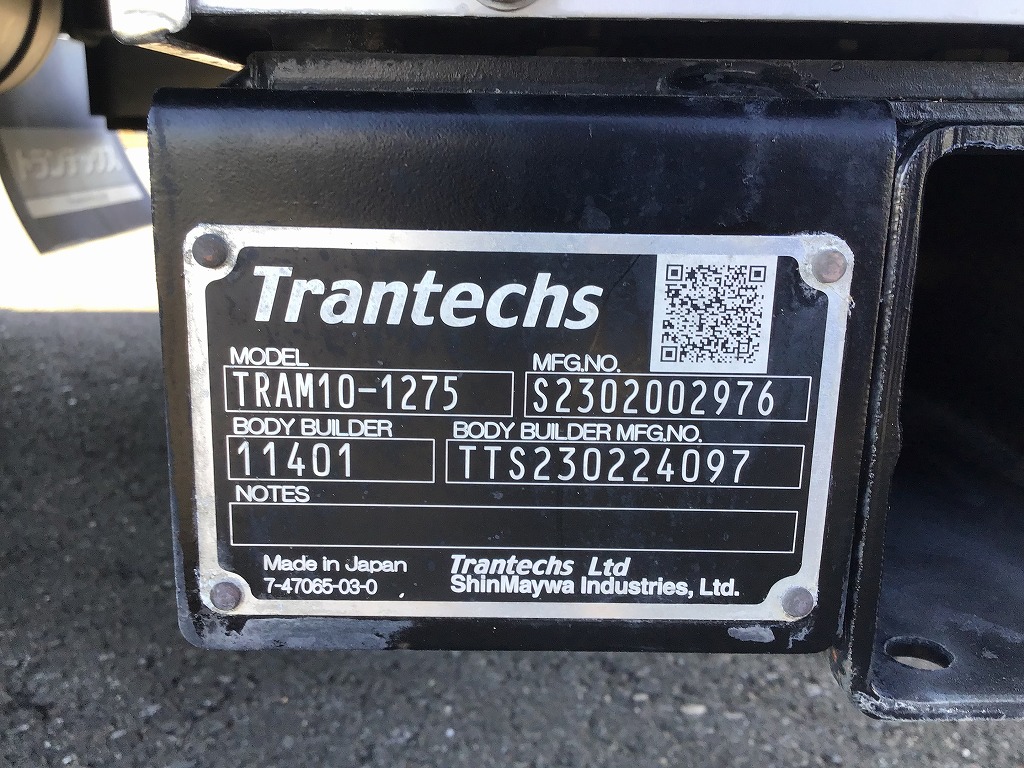 Trantechs
MODEL
MFG.NO.
TRAM10-1275
S2302002976
BODY BUILDER
BODY BUILDER MFG.NO.
11401
TTS230224097
NOTES
Made in Japan
Trantechs Ltd
7-47065-03-0
ShinMaywa Industries, Ltd.